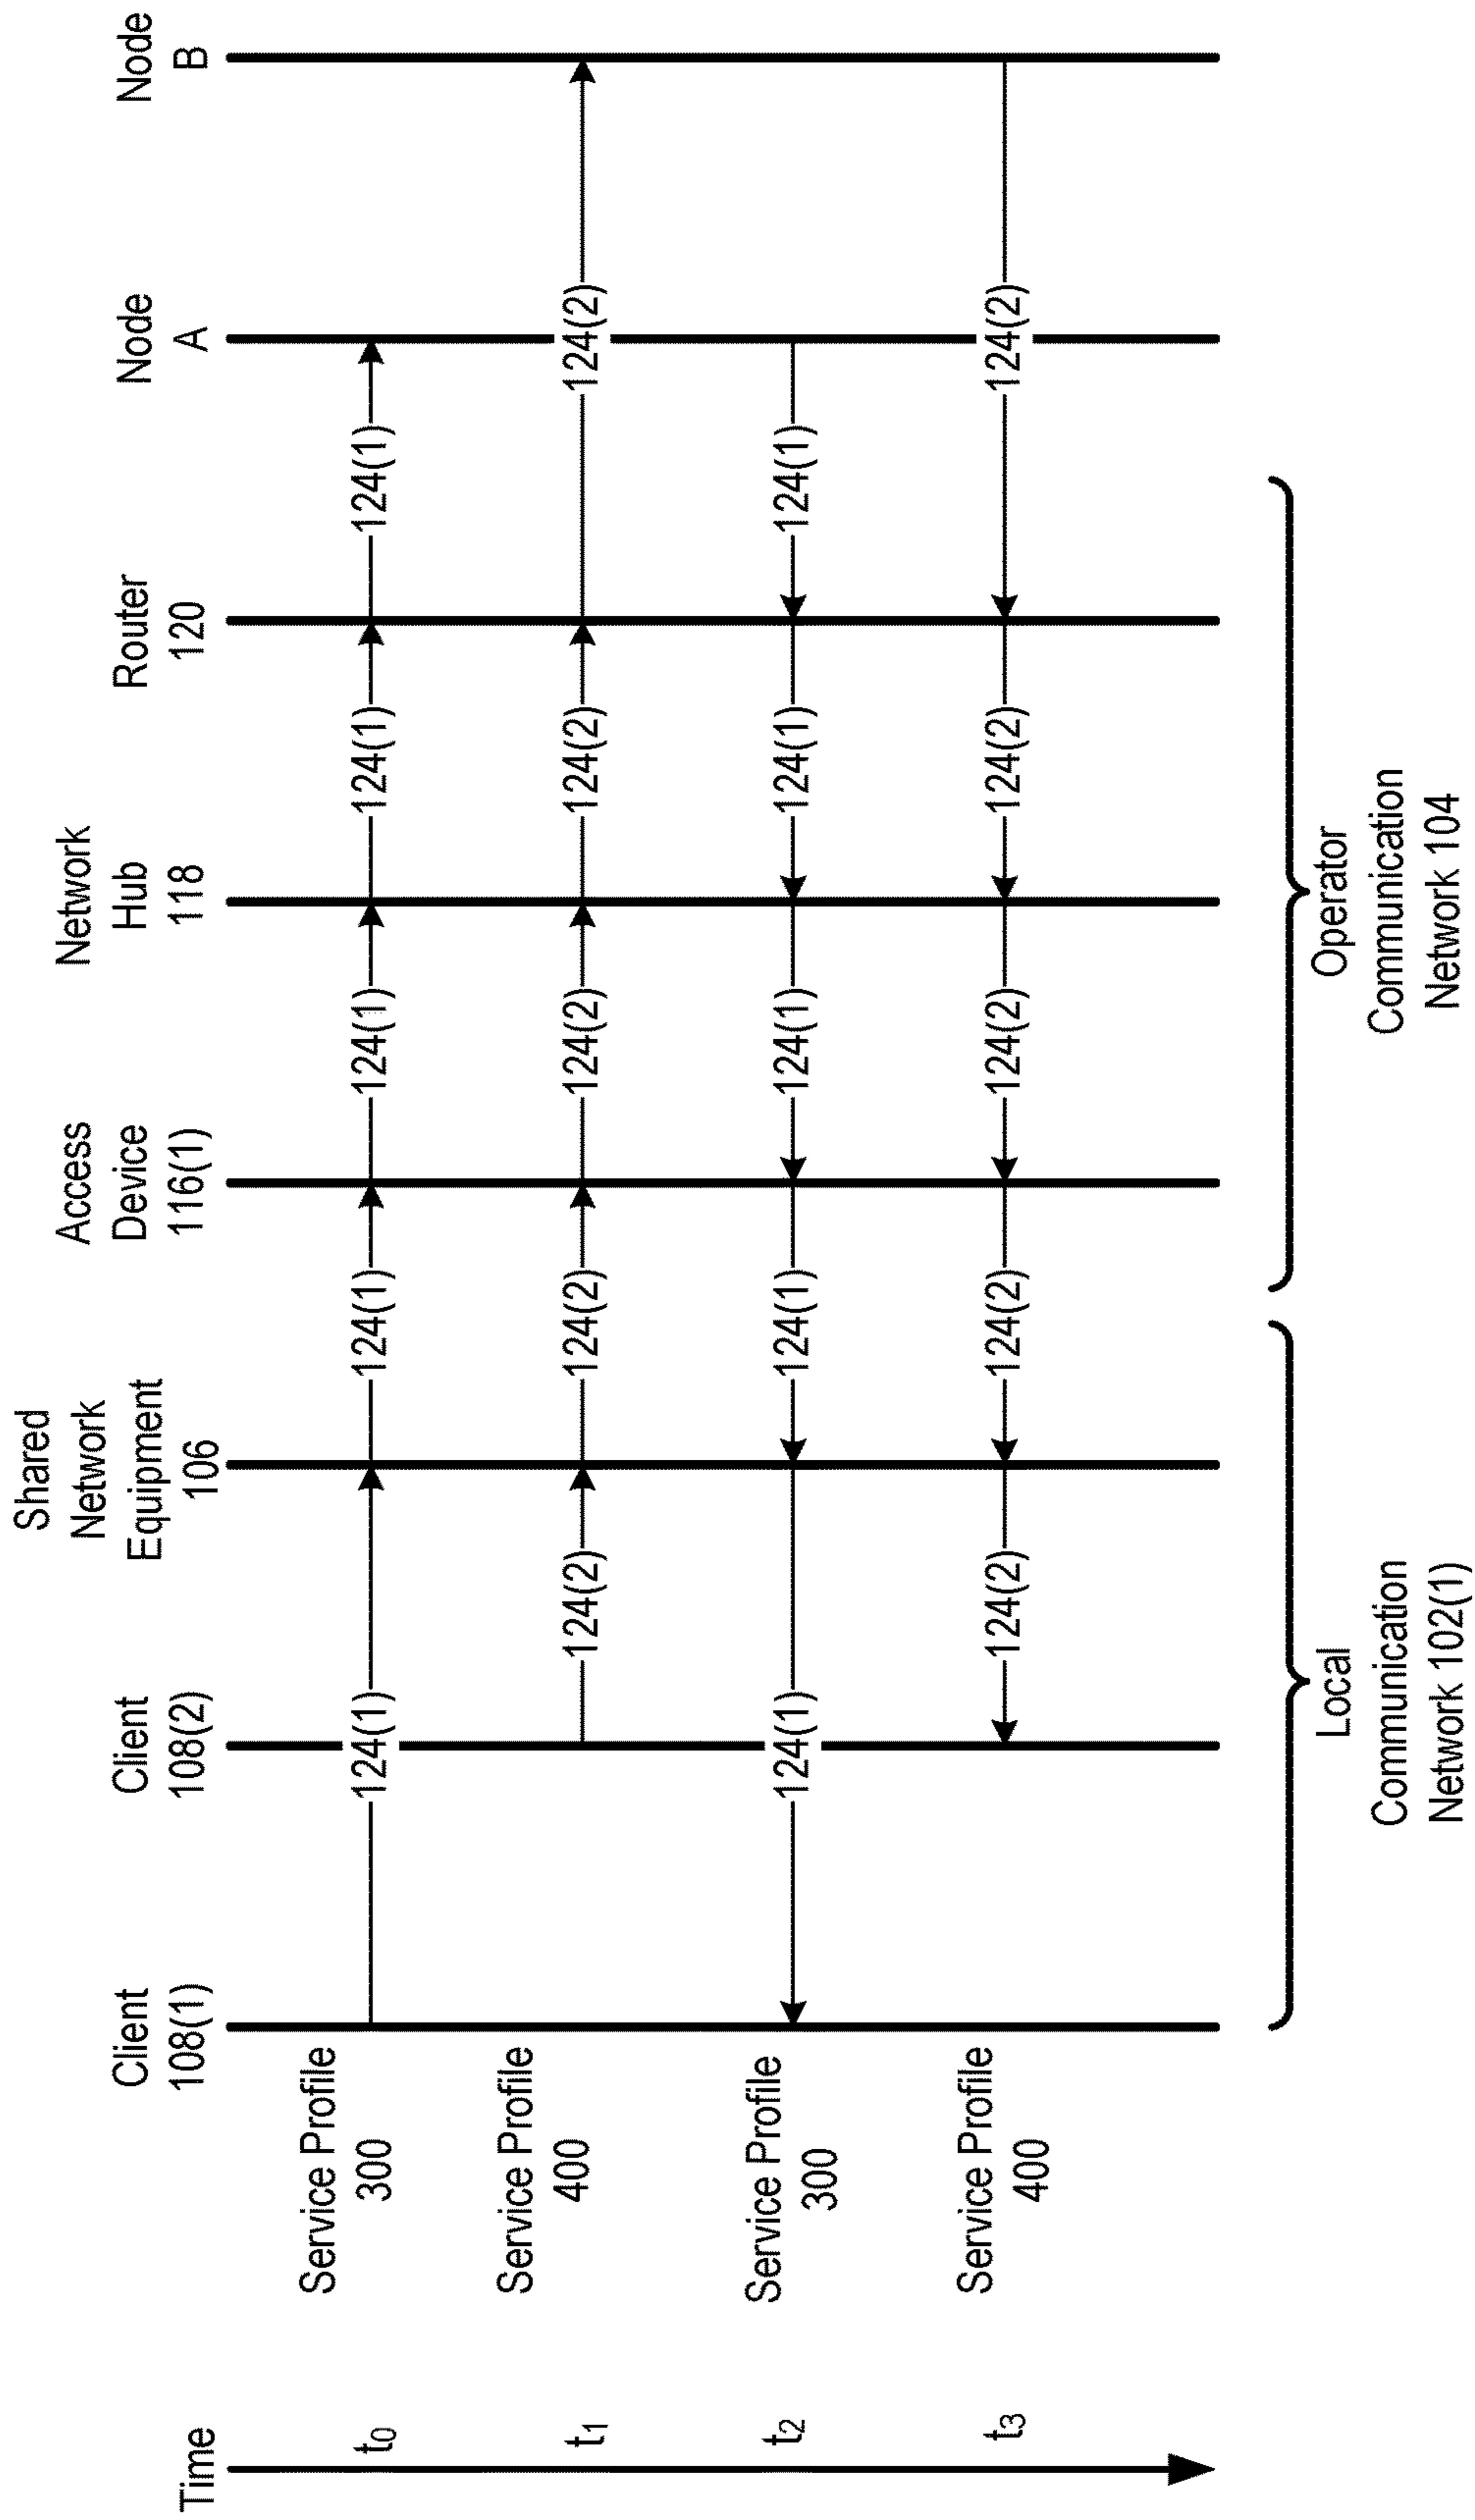 Time
Client
108(1)
Client
108(2)
Shared
Network
Equipment
106
Access
Device
116(1)
Network
Hub
118
Router
120
Node
A
Node
B
t0
Service Profile
300
124(1)
124(1)
124(1)
124(1)
124(1)
t1
Service Profile
400
124(2)
124(2)
124(2)
124(2)
124(2)
t2
Service Profile
300
124(1)
124(1)
124(1)
124(1)
124(1)
t3
Service Profile
400
124(2)
124(2)
124(2)
124(2)
124(2)
Local
Communication
Network 102(1)
Operator
Communication
Network 104